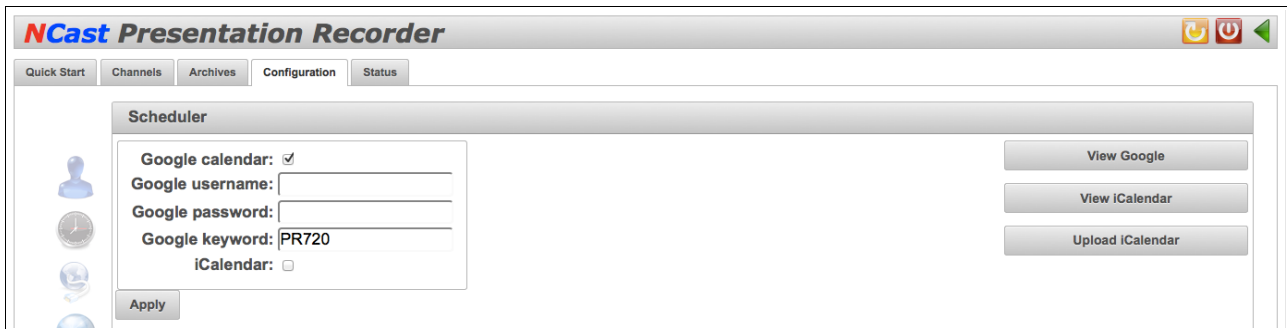 NCast Presentation Recorder
Quick Start Channels Archives Configuration Status
Scheduler
Google calendar:
Google username:
Google password:
Google keyword: PR720
iCalendar:
Apply
View Google
View iCalendar
Upload iCalendar